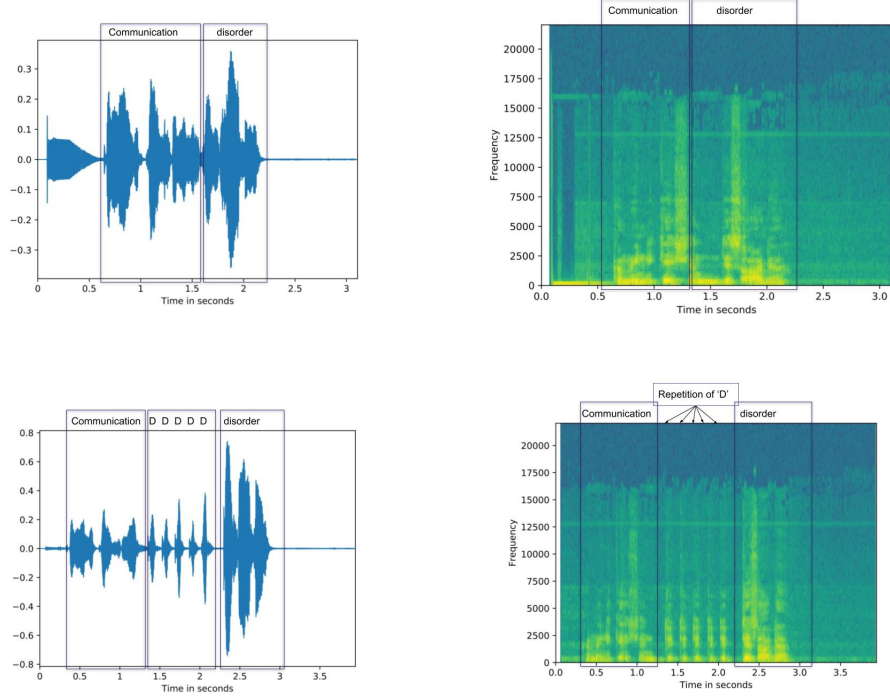 Communication disorder
0.3
0.2
0.1
0.0
−0.1
−0.2
−0.3
0 0.5 1 1.5 2 2.5 3
Time in seconds
Communication disorder
20000
17500
15000
12500
10000
7500
5000
2500
0
Frequency
0.0 0.5 1.0 1.5 2.0 2.5 3.0
Time in seconds
Communication D D D D D disorder
0.8
0.6
0.4
0.2
0.0
−0.2
−0.4
−0.6
−0.8
0 0.5 1 1.5 2 2.5 3 3.5
Time in seconds
Repetition of ‘D’
Communication disorder
20000
17500
15000
12500
10000
7500
5000
2500
0
Frequency
0.0 0.5 1.0 1.5 2.0 2.5 3.0 3.5
Time in seconds